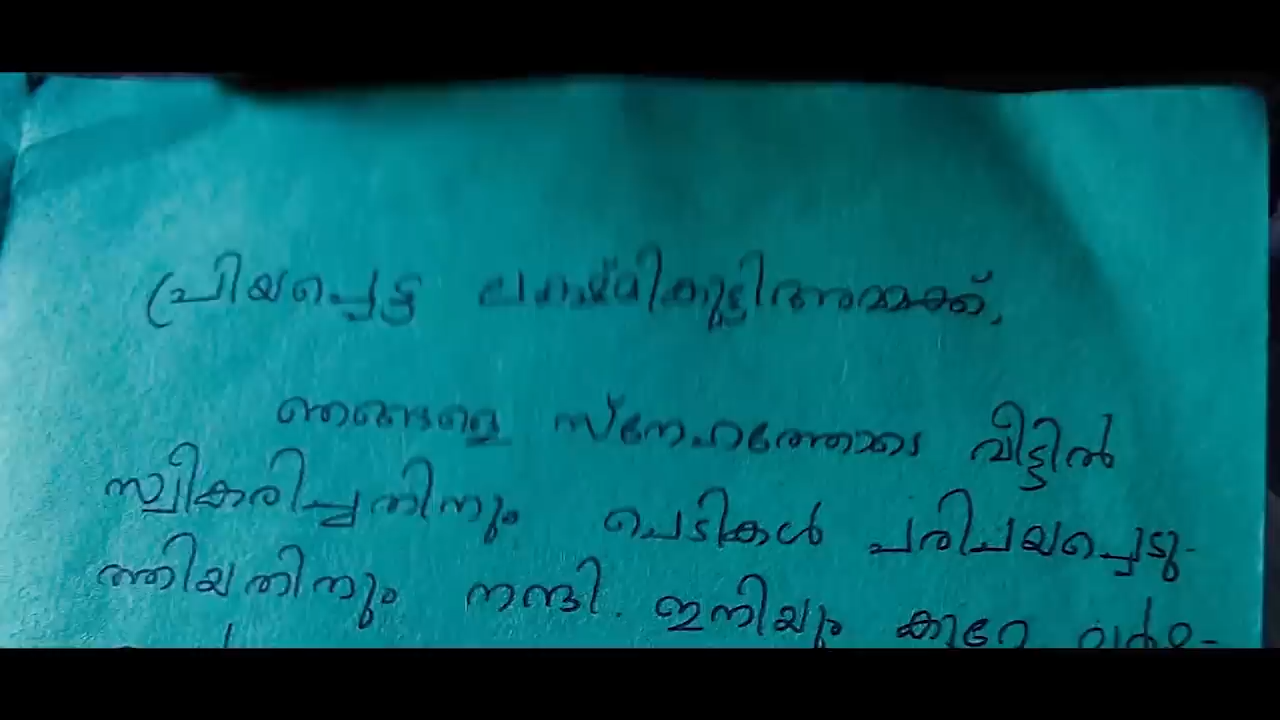 പ്രിയപ്പെട്ട ലക്ഷ്മികുട്ടിഅമ്മക്ക്,
ഞങ്ങളെ സ്നേഹത്തോടെ വീട്ടിൽ
സ്വീകരിച്ചതിനും ചെടികൾ പരിചയപ്പെടു-
ത്തിയതിനും നന്ദി. ഇനിയും കുറേ